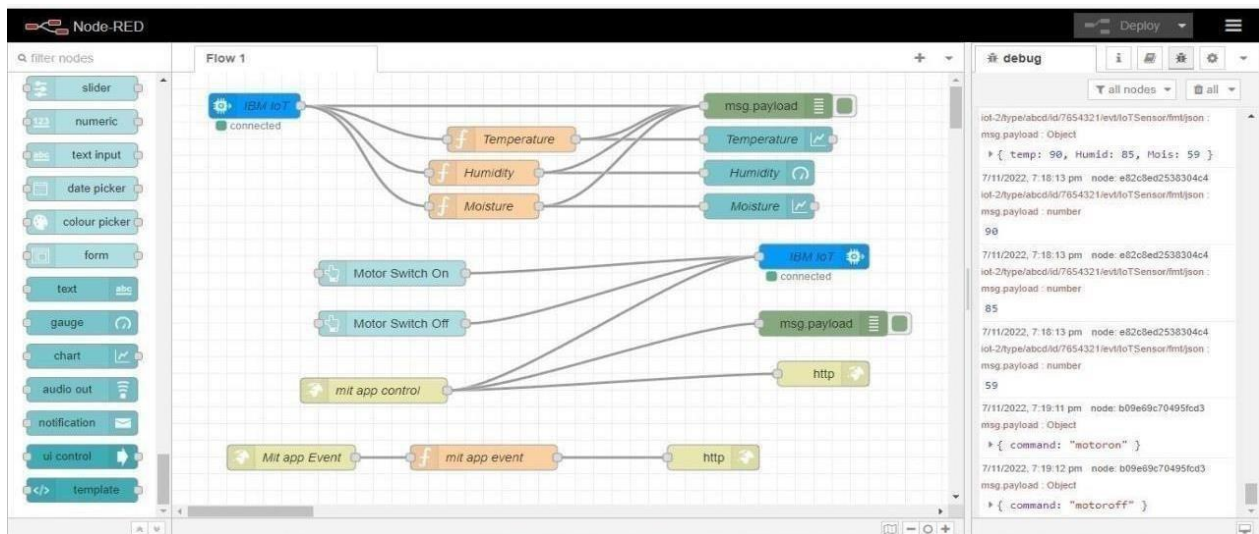 Node-RED
Deploy
filter nodes
Flow 1
debug
i
all nodes
all
slider
numeric
123
text input
abc
date picker
colour picker
form
text
abc
gauge
chart
audio out
notification
ui control
template
</>
IBM IoT
connected
f
Temperature
f
Humidity
f
Moisture
msg.payload
Temperature
Humidity
Moisture
Motor Switch On
Motor Switch Off
mit app control
IBM IoT
connected
msg.payload
http
Mit app Event
f
mit app event
http
iot-2/type/abcd/id/7654321/evt/IoTSensor/fmt/json :
msg.payload : Object
{ temp: 90, Humid: 85, Mois: 59 }
7/11/2022, 7:18:13 pm node: e82c8ed2538304c4
iot-2/type/abcd/id/7654321/evt/IoTSensor/fmt/json :
msg.payload : number
90
7/11/2022, 7:18:13 pm node: e82c8ed2538304c4
iot-2/type/abcd/id/7654321/evt/IoTSensor/fmt/json :
msg.payload : number
85
7/11/2022, 7:18:13 pm node: e82c8ed2538304c4
iot-2/type/abcd/id/7654321/evt/IoTSensor/fmt/json :
msg.payload : number
59
7/11/2022, 7:19:11 pm node: b09e69c70495fcd3
msg.payload : Object
{ command: "motoron" }
7/11/2022, 7:19:12 pm node: b09e69c70495fcd3
msg.payload : Object
{ command: "motoroff" }